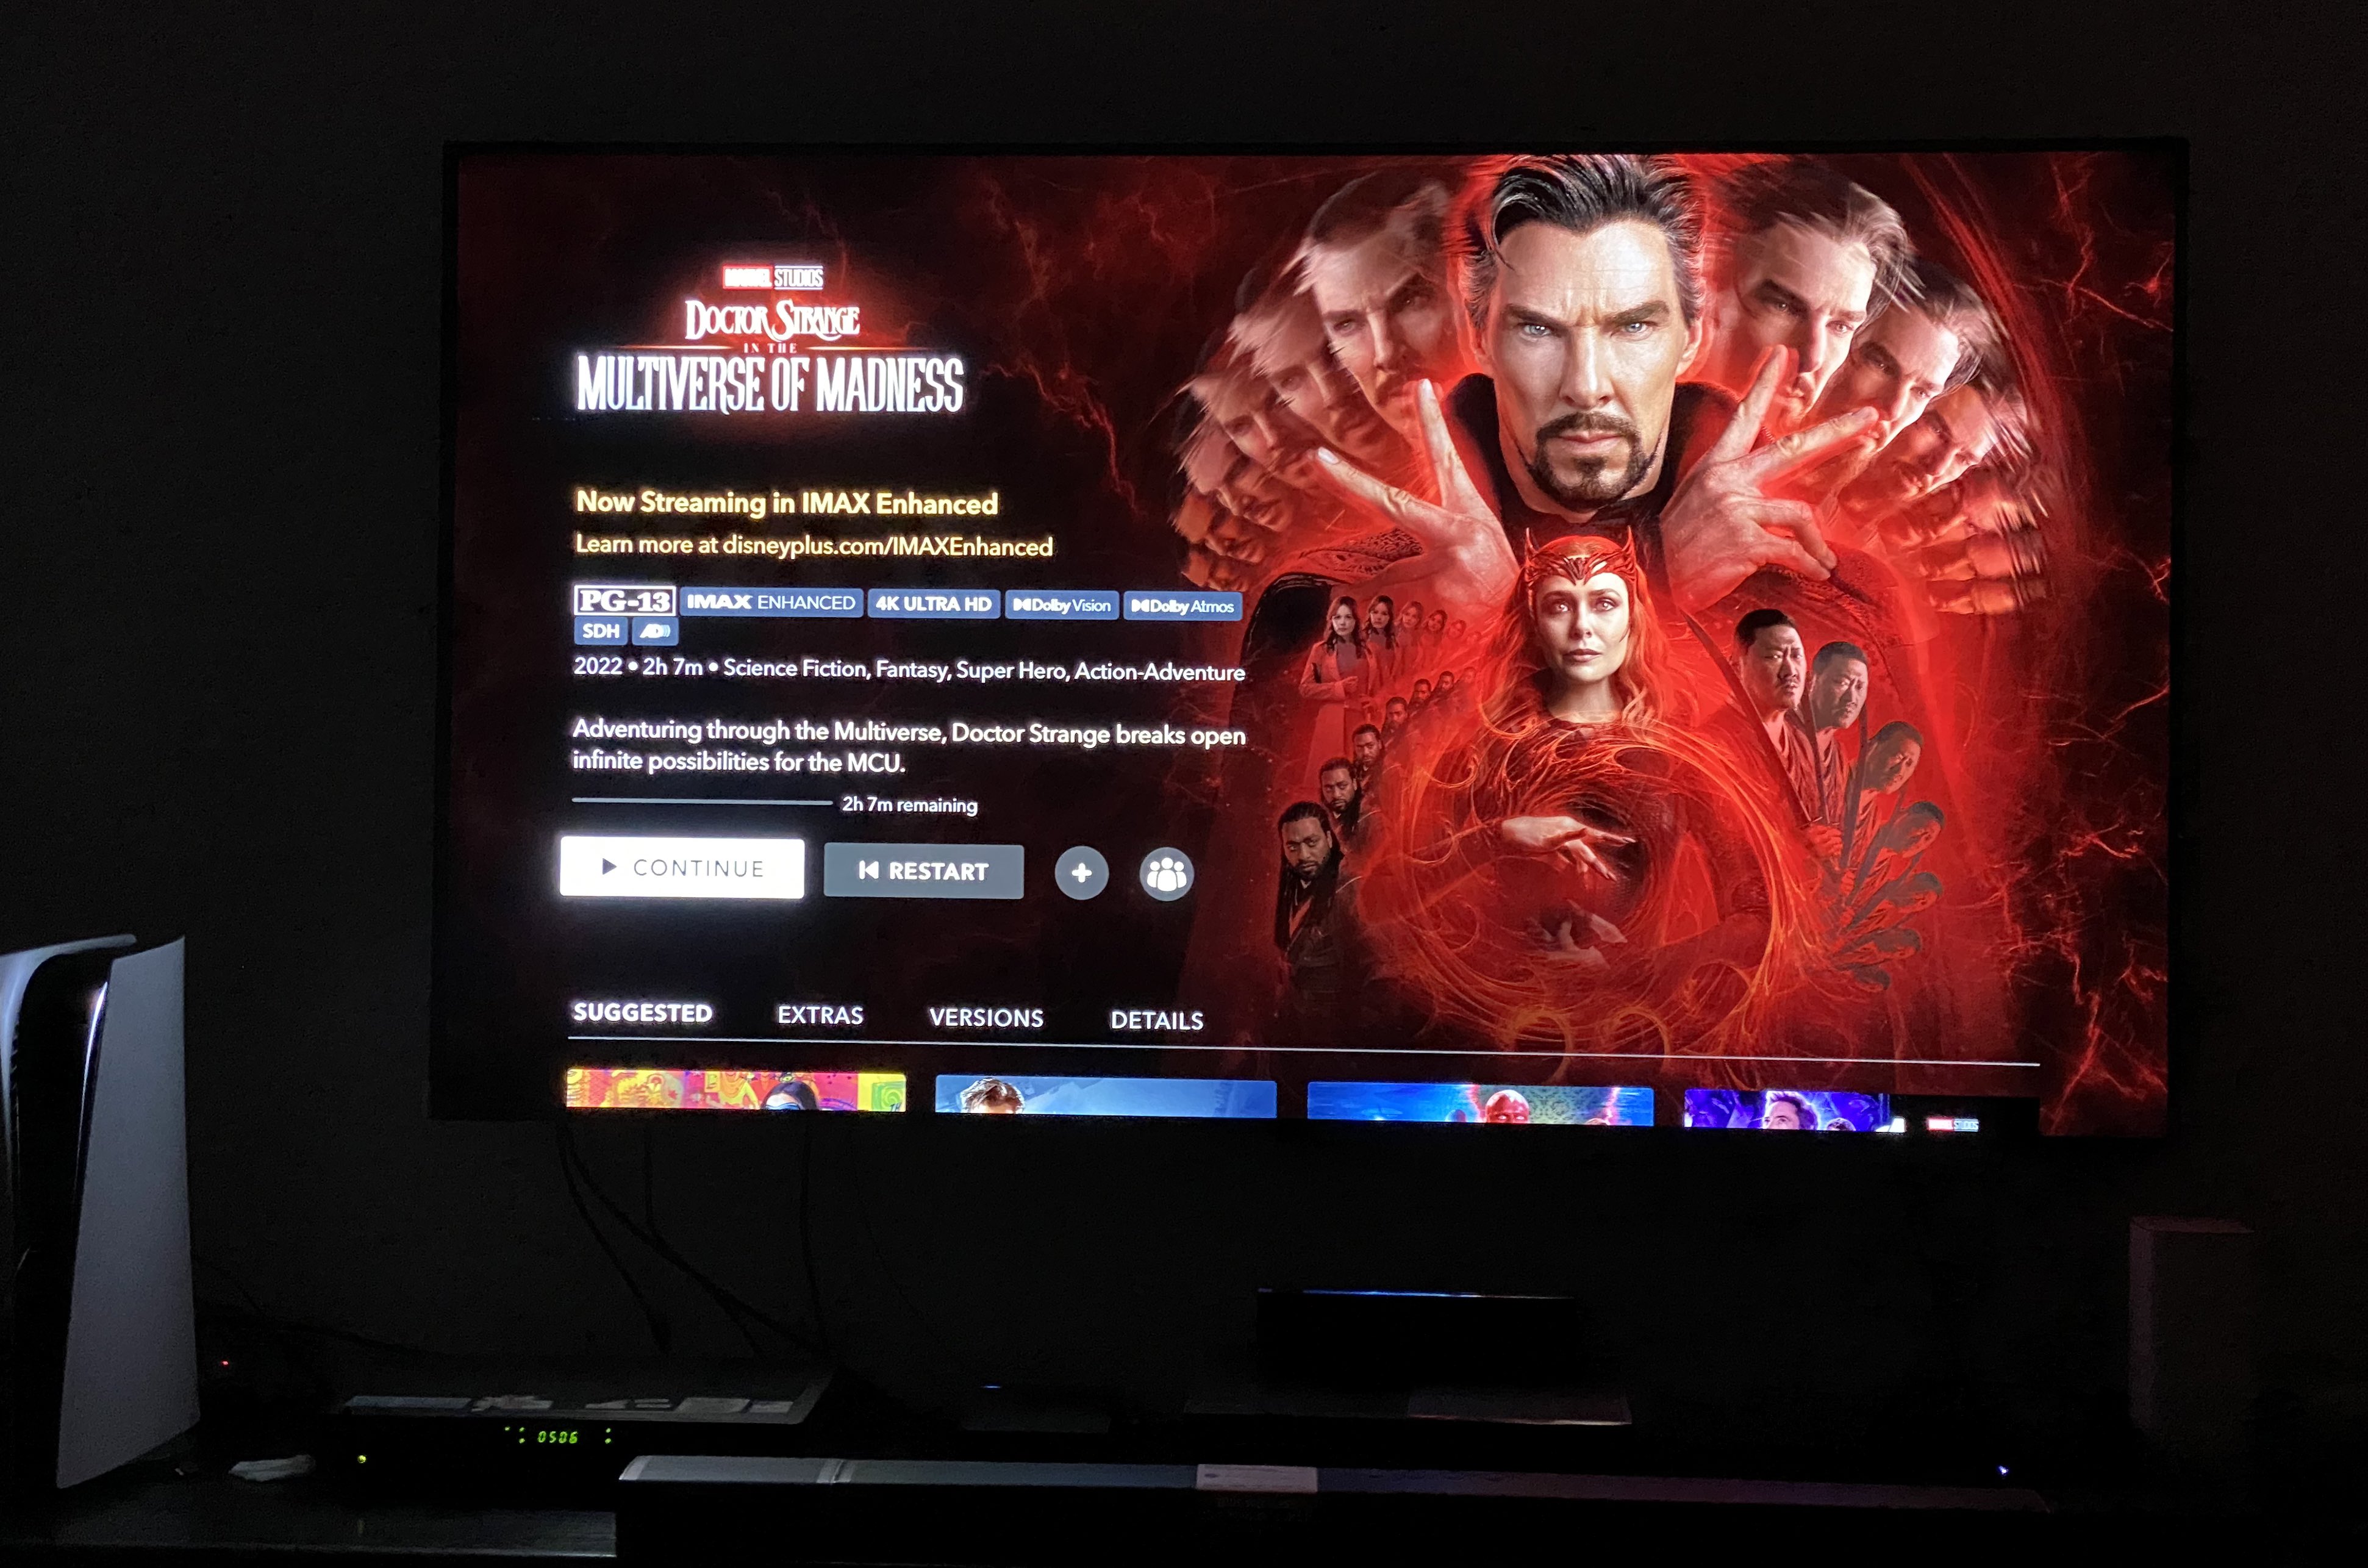 MARVEL STUDIOS
DOCTOR STRANGE
IN THE
MULTIVERSE OF MADNESS
Now Streaming in IMAX Enhanced
Learn more at disneyplus.com/IMAXEnhanced
PG-13 IMAX ENHANCED 4K ULTRA HD Dolby Vision Dolby Atmos
SDH AD
2022 • 2h 7m • Science Fiction, Fantasy, Super Hero, Action-Adventure
Adventuring through the Multiverse, Doctor Strange breaks open
infinite possibilities for the MCU.
2h 7m remaining
CONTINUE RESTART
SUGGESTED EXTRAS VERSIONS DETAILS
MARVEL STUDIOS
0506